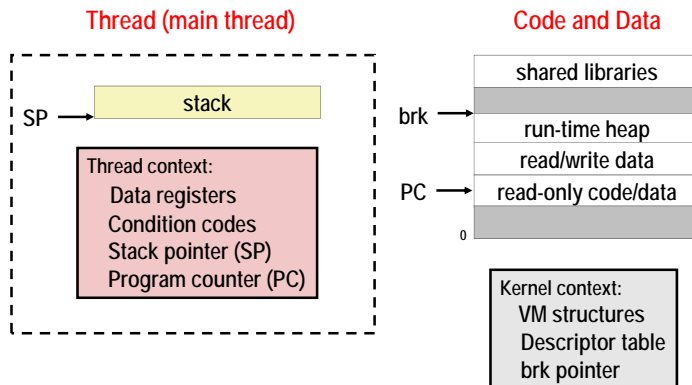 Thread (main thread)
SP
stack
Thread context:
Data registers
Condition codes
Stack pointer (SP)
Program counter (PC)
Code and Data
shared libraries
brk
run-time heap
read/write data
PC
read-only code/data
0
Kernel context:
VM structures
Descriptor table
brk pointer